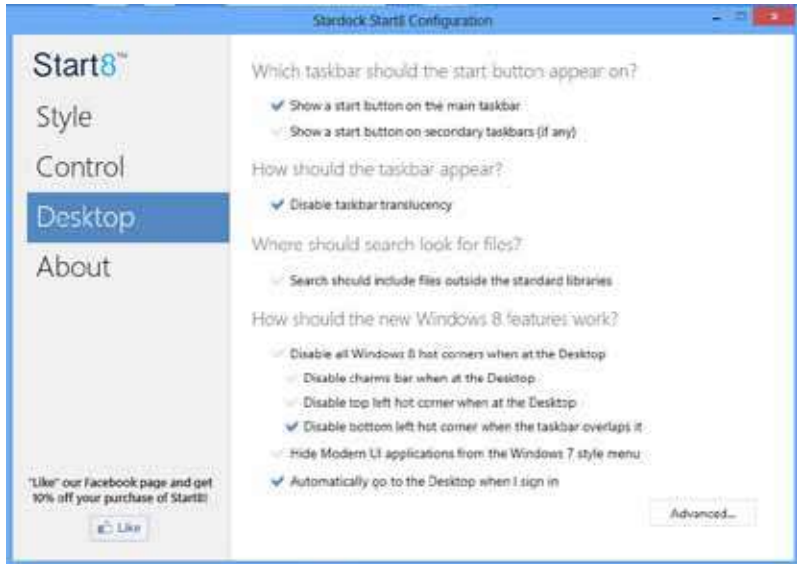 Stardock Start8 Configuration
Start8™
Style
Control
Desktop
About
"Like" our Facebook page and get
10% off your purchase of Start8!
Like
Which taskbar should the start button appear on?
Show a start button on the main taskbar
Show a start button on secondary taskbars (if any)
How should the taskbar appear?
Disable taskbar translucency
Where should search look for files?
Search should include files outside the standard libraries
How should the new Windows 8 features work?
Disable all Windows 8 hot corners when at the Desktop
Disable charms bar when at the Desktop
Disable top left hot corner when at the Desktop
Disable bottom left hot corner when the taskbar overlaps it
Hide Modern UI applications from the Windows 7 style menu
Automatically go to the Desktop when I sign in
Advanced...